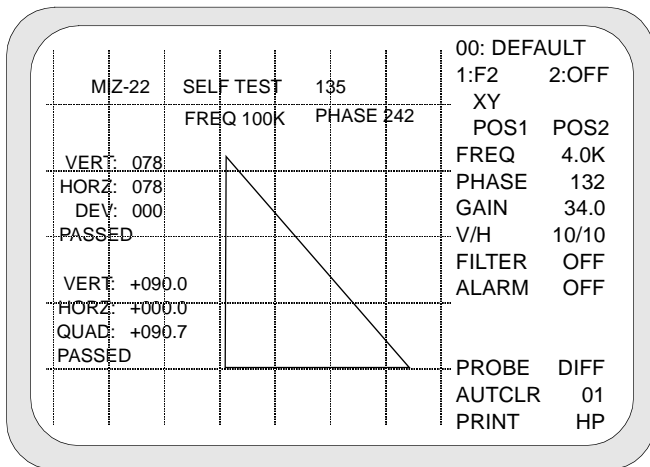 MIZ-22 SELF TEST 135
FREQ 100K PHASE 242
VERT: 078
HORZ: 078
DEV: 000
PASSED
VERT: +090.0
HORZ: +000.0
QUAD: +090.7
PASSED
00: DEFAULT
1:F2 2:OFF
XY
POS1 POS2
FREQ 4.0K
PHASE 132
GAIN 34.0
V/H 10/10
FILTER OFF
ALARM OFF
PROBE DIFF
AUTCLR 01
PRINT HP